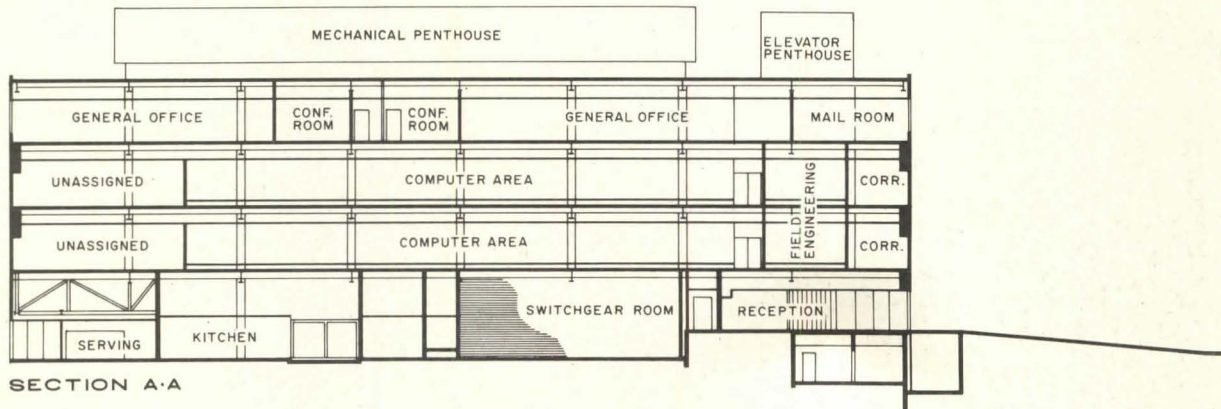 MECHANICAL PENTHOUSE
ELEVATOR
PENTHOUSE
GENERAL OFFICE
CONF.
ROOM
CONF.
ROOM
GENERAL OFFICE
MAIL ROOM
UNASSIGNED
COMPUTER AREA
CORR.
FIELD
ENGINEERING
UNASSIGNED
COMPUTER AREA
CORR.
SERVING
KITCHEN
SWITCHGEAR ROOM
RECEPTION
SECTION A·A